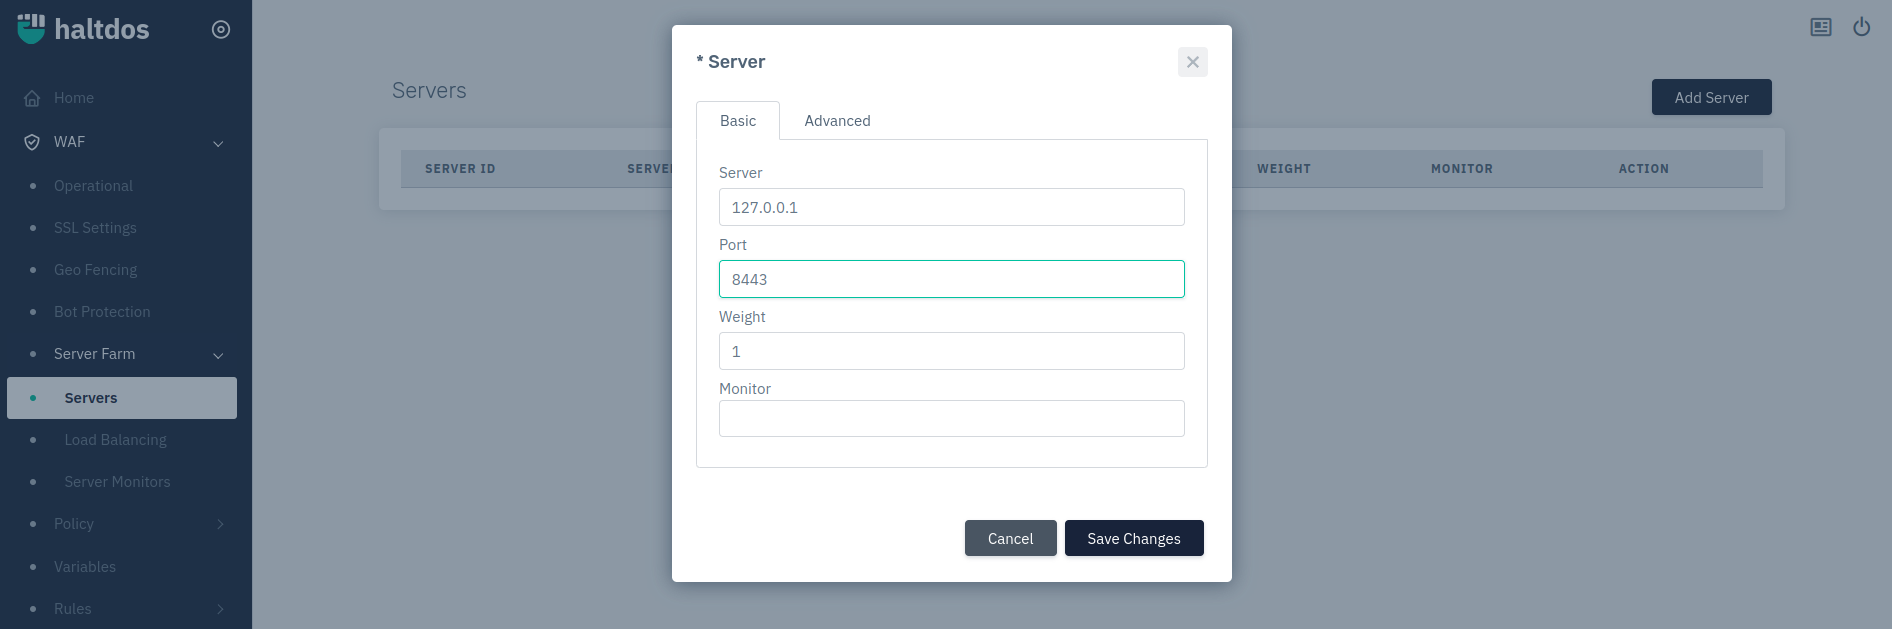 haltdos
Home
WAF
Operational
SSL Settings
Geo Fencing
Bot Protection
Server Farm
Servers
Load Balancing
Server Monitors
Policy
Variables
Rules
Servers
Add Server
SERVER ID SERVE WEIGHT MONITOR ACTION
* Server
Basic Advanced
Server
127.0.0.1
Port
8443
Weight
1
Monitor
Cancel Save Changes